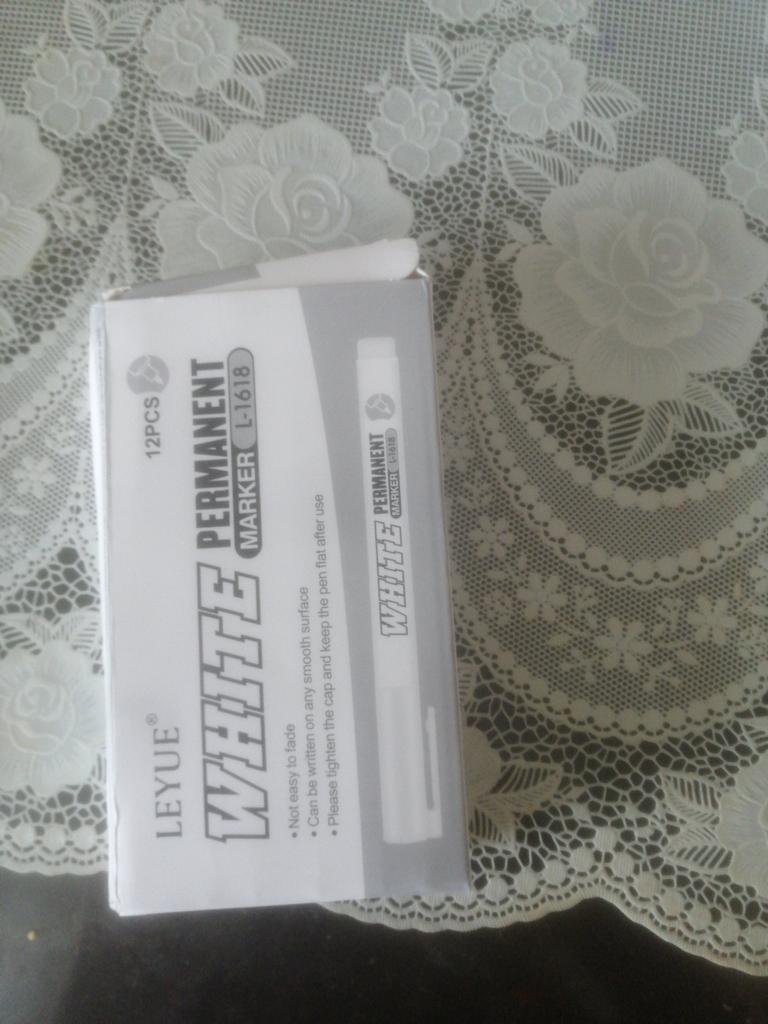 LEYUE®
12PCS
WHITE PERMANENT
MARKER L-1618
• Not easy to fade
• Can be written on any smooth surface
• Please tighten the cap and keep the pen flat after use
WHITE PERMANENT
MARKER L-1618